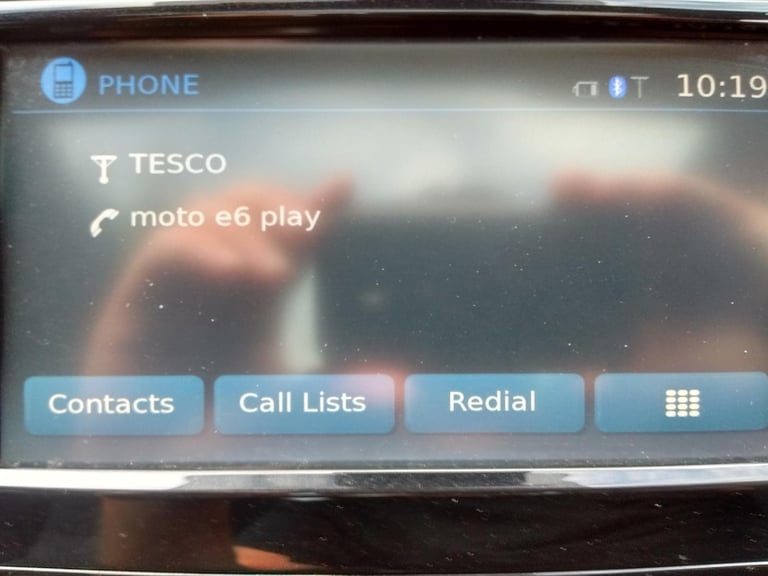 PHONE 10:19
TESCO
moto e6 play
Contacts Call Lists Redial